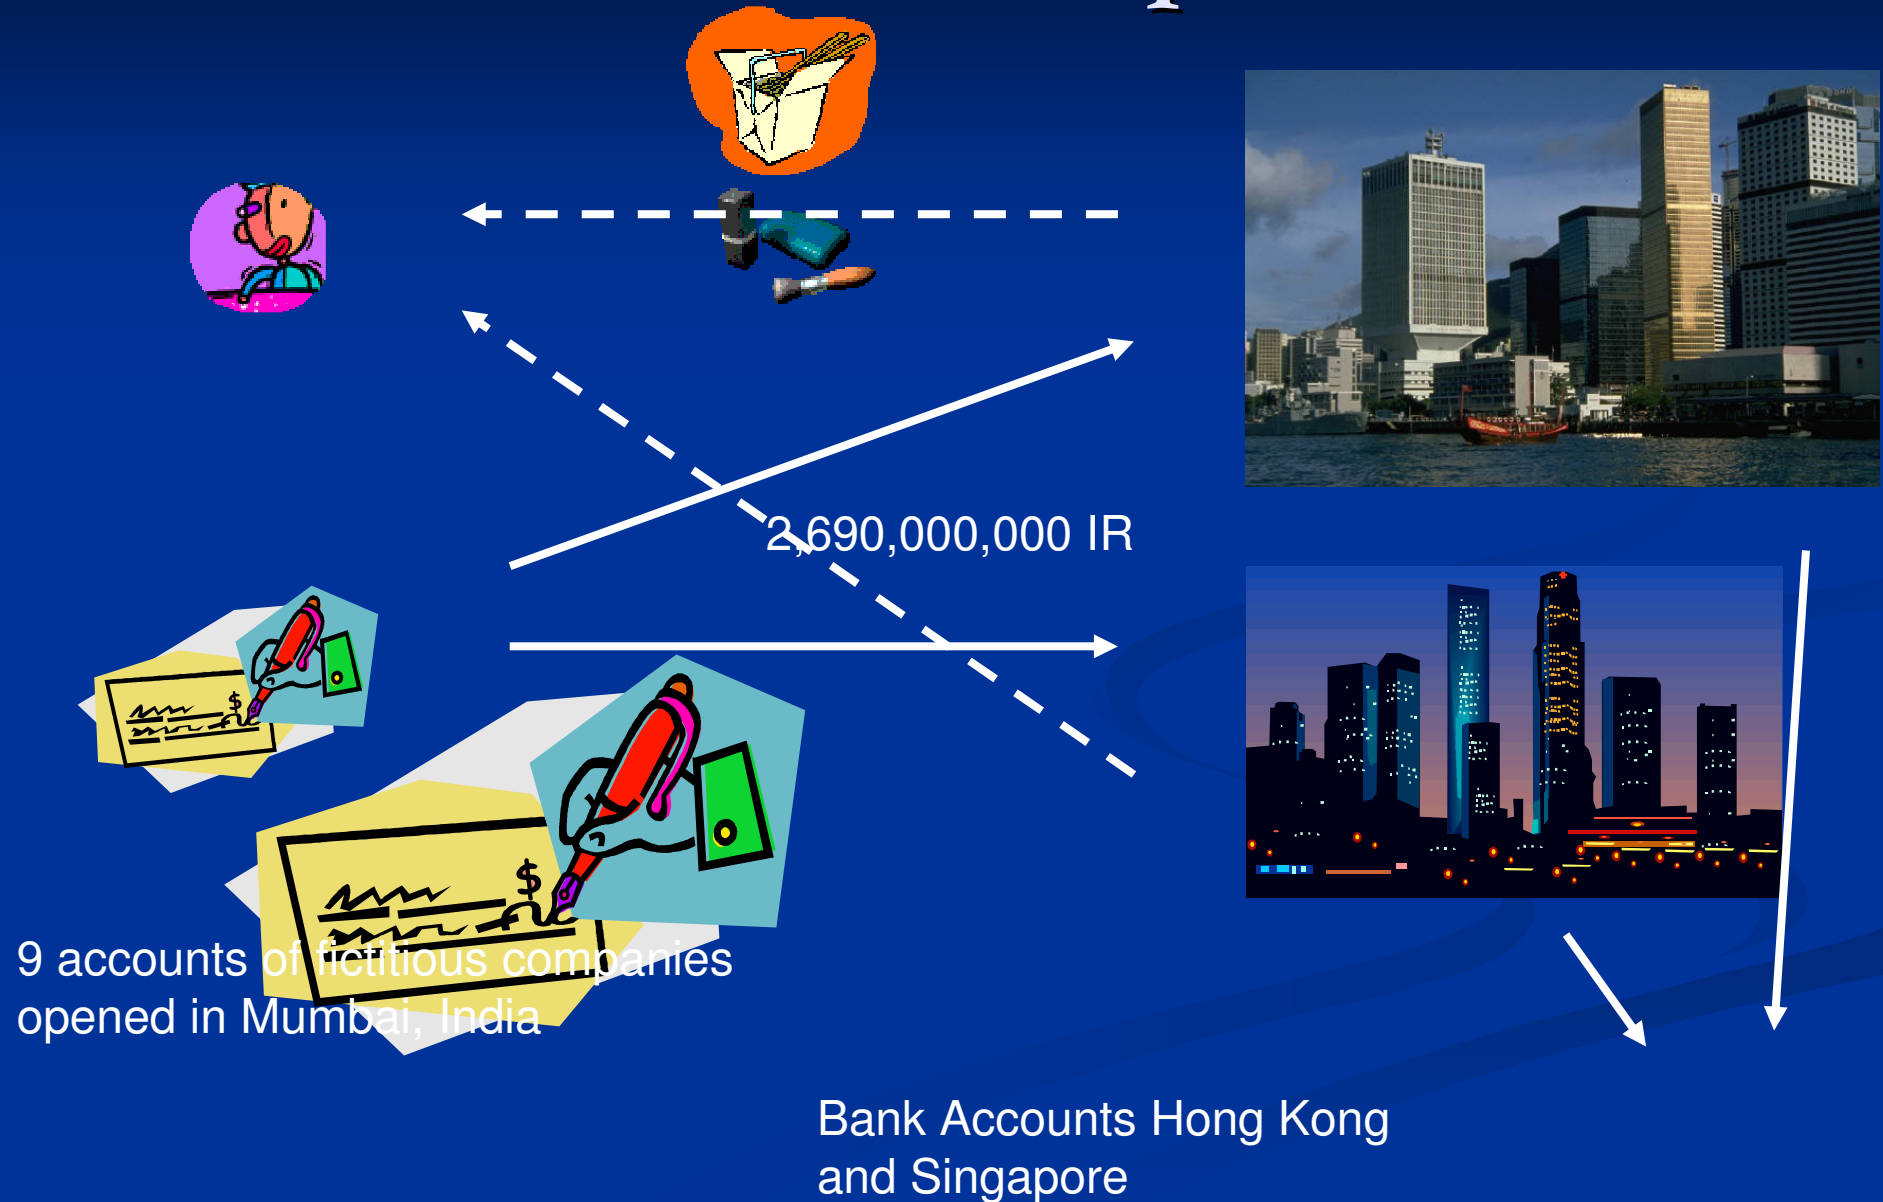 2,690,000,000 IR
9 accounts of fictitious companies
opened in Mumbai, India
Bank Accounts Hong Kong
and Singapore